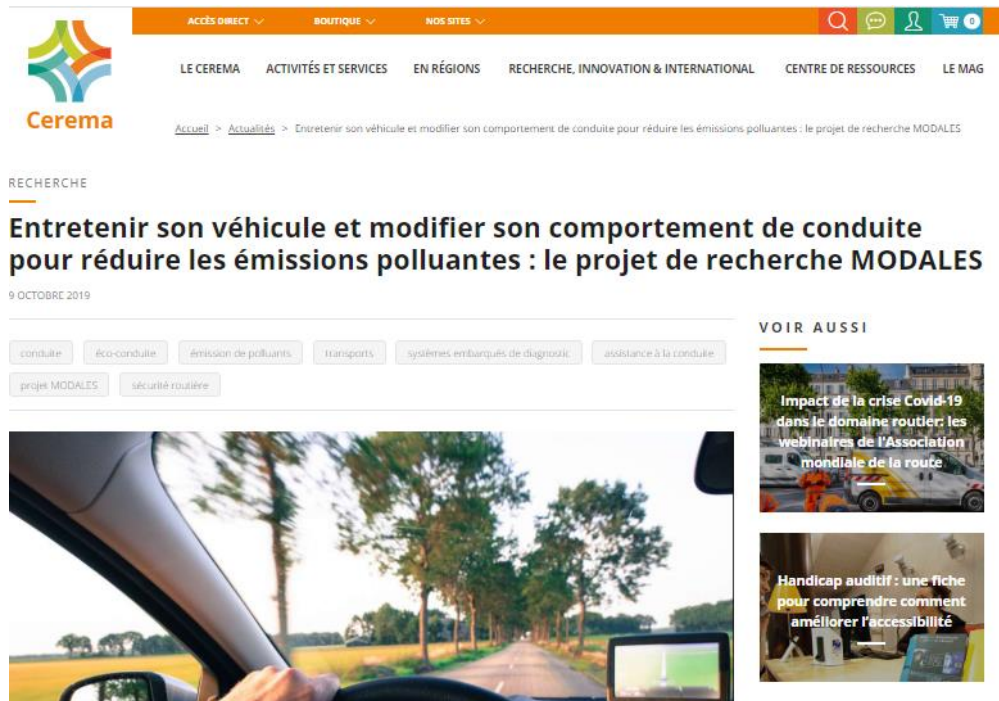 ACCÈS DIRECT
BOUTIQUE
NOS SITES
0
Cerema
LE CEREMA
ACTIVITÉS ET SERVICES
EN RÉGIONS
RECHERCHE, INNOVATION & INTERNATIONAL
CENTRE DE RESSOURCES
LE MAG
Accueil > Actualités > Entretenir son véhicule et modifier son comportement de conduite pour réduire les émissions polluantes : le projet de recherche MODALES
RECHERCHE
Entretenir son véhicule et modifier son comportement de conduite
pour réduire les émissions polluantes : le projet de recherche MODALES
9 OCTOBRE 2019
conduite
éco-conduite
émission de polluants
transports
systèmes embarqués de diagnostic
assistance à la conduite
projet MODALES
sécurité routière
VOIR AUSSI
Impact de la crise Covid-19
dans le domaine routier: les
webinaires de l'Association
mondiale de la route
Handicap auditif : une fiche
pour comprendre comment
améliorer l'accessibilité